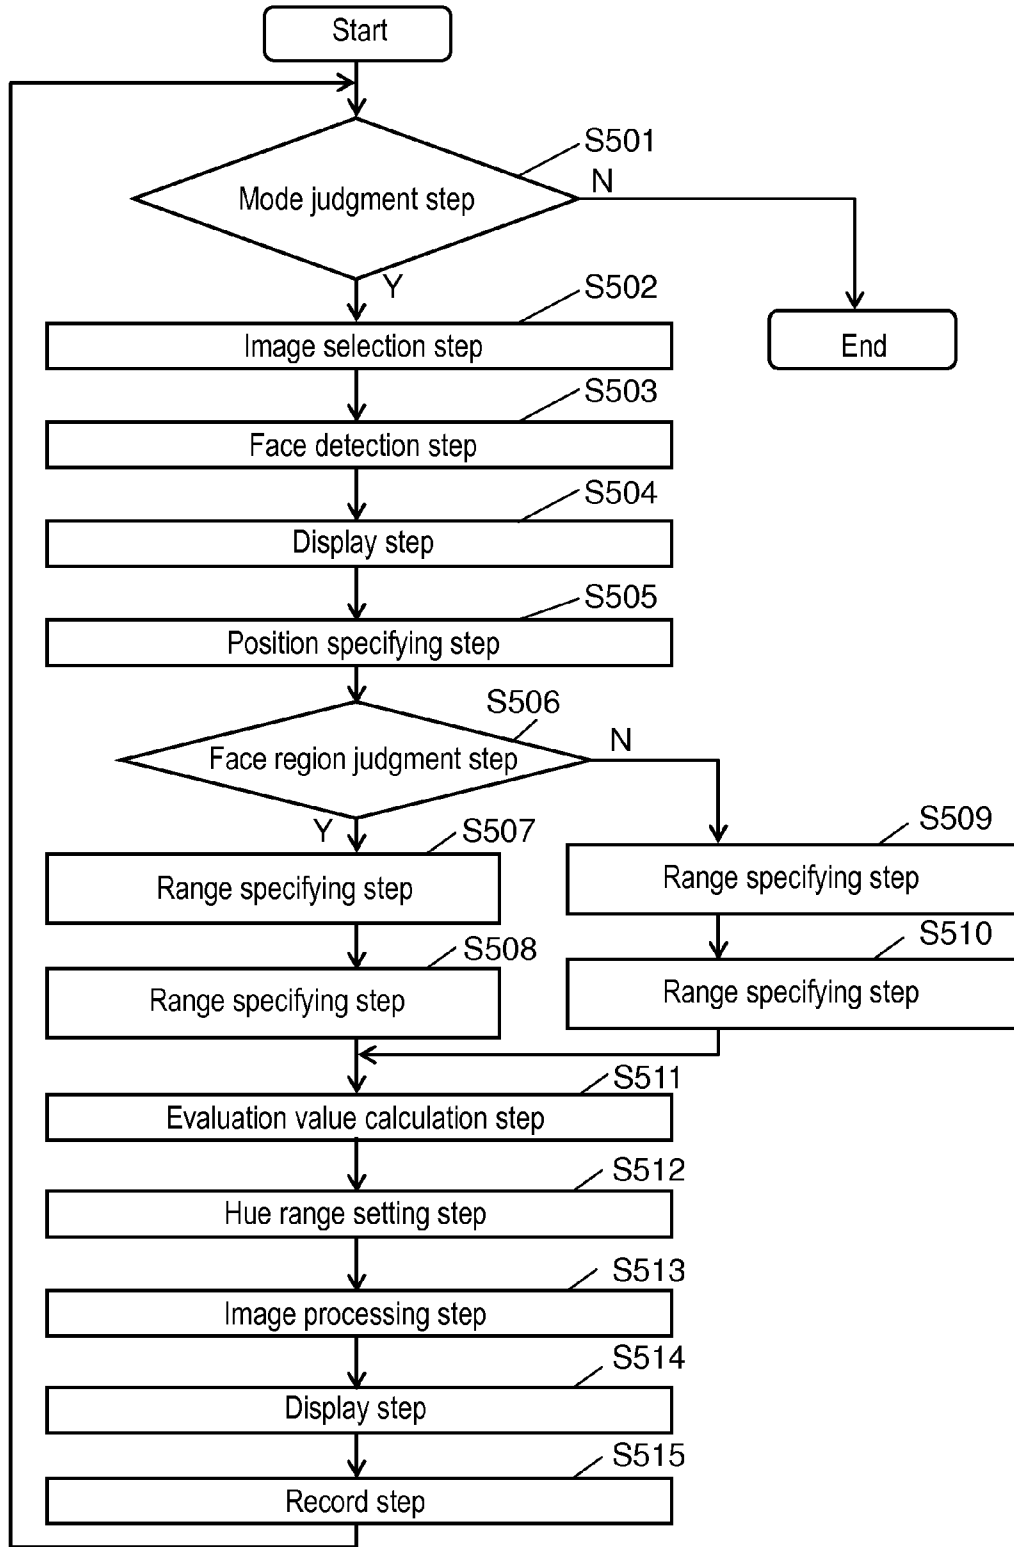 Start
S501
Mode judgment step
N
Y
S502
Image selection step
End
S503
Face detection step
S504
Display step
S505
Position specifying step
S506
Face region judgment step
N
Y
S507
Range specifying step
S509
Range specifying step
S508
Range specifying step
S510
Range specifying step
S511
Evaluation value calculation step
S512
Hue range setting step
S513
Image processing step
S514
Display step
S515
Record step